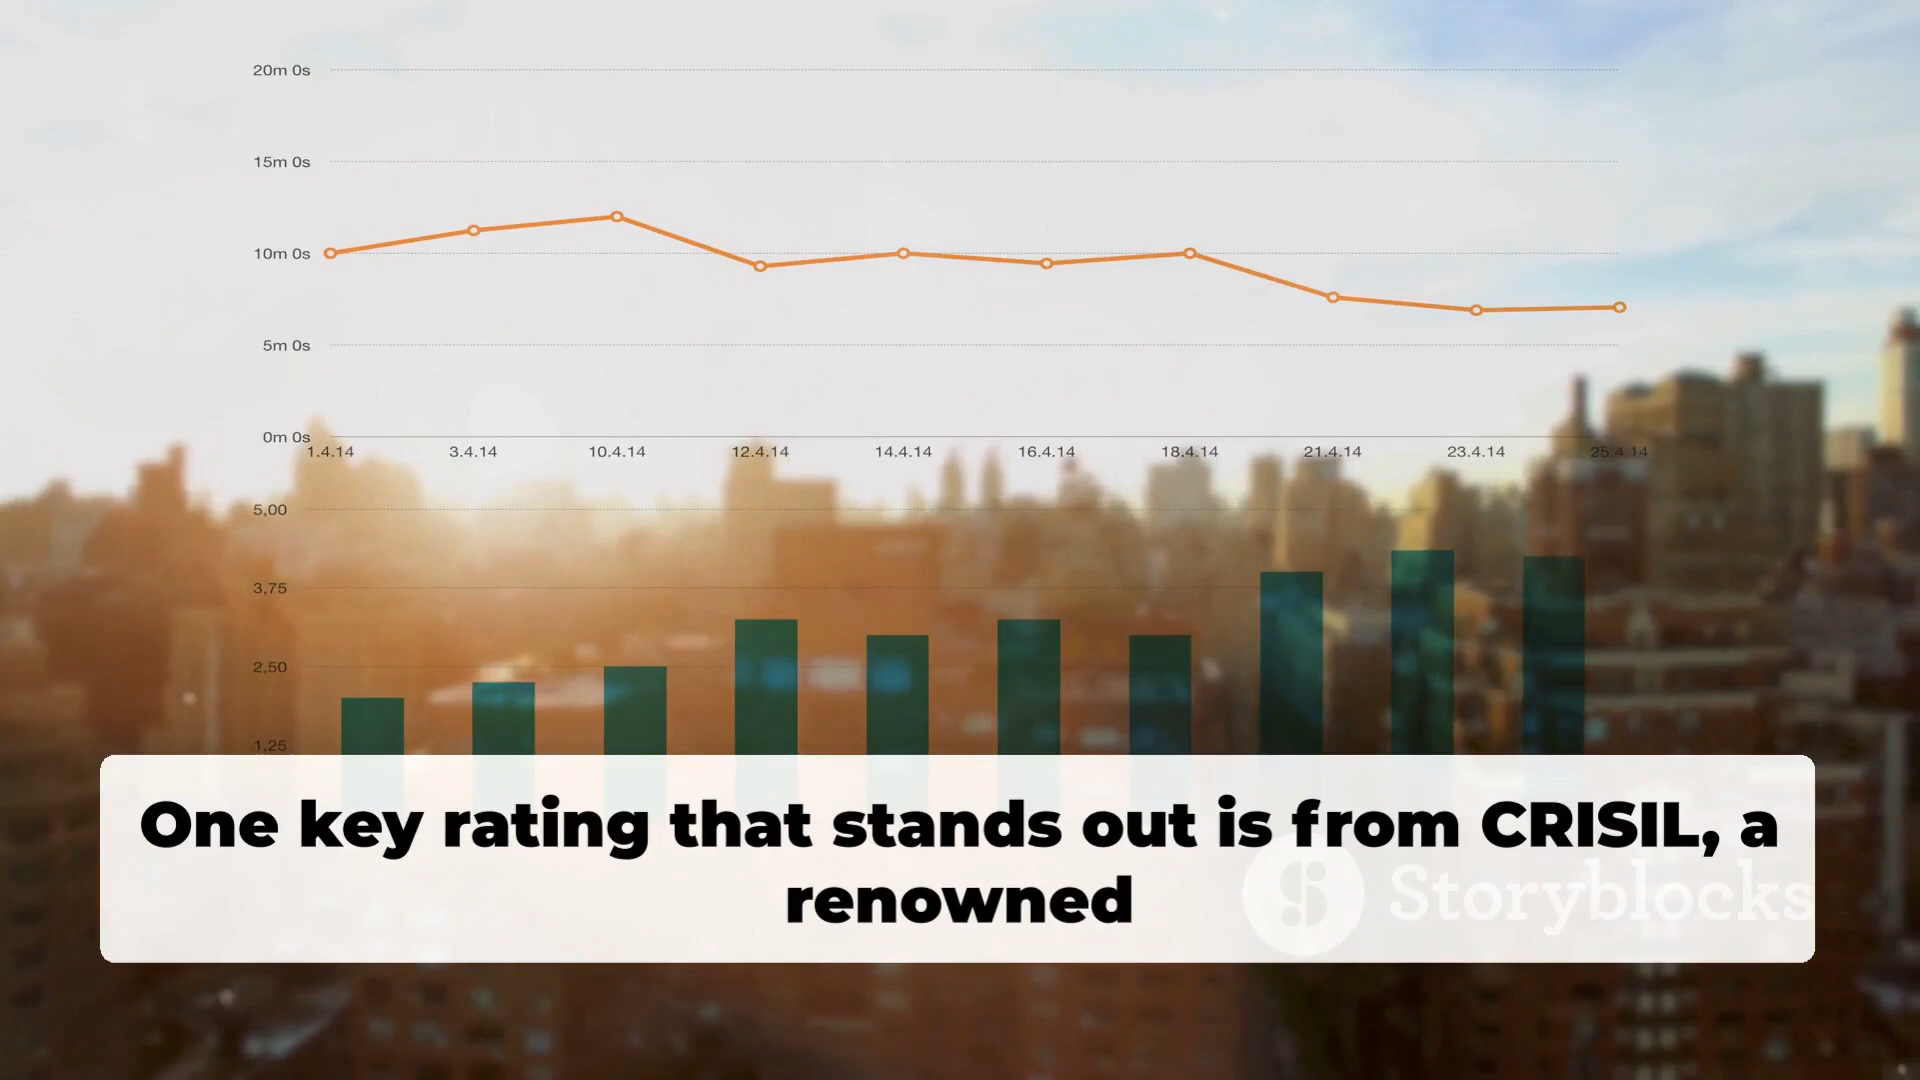 20m 0s
15m 0s
10m 0s
5m 0s
0m 0s
1.4.14 3.4.14 10.4.14 12.4.14 14.4.14 16.4.14 18.4.14 21.4.14 23.4.14 25.4.14
5,00
3,75
2,50
1,25
One key rating that stands out is from CRISIL, a
renowned
Storyblocks